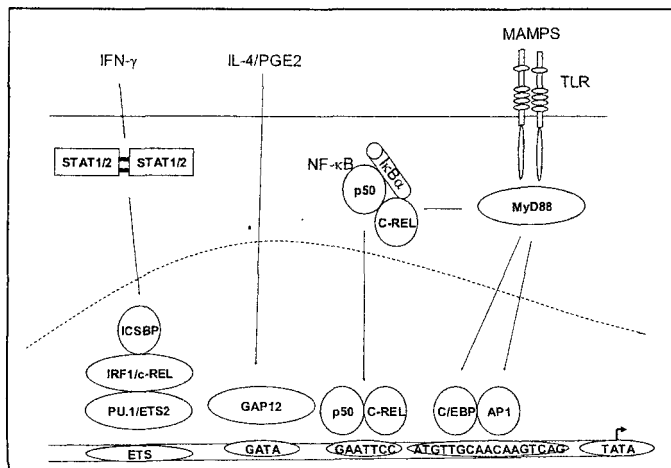 MAMPS
IFN-γ
IL-4/PGE2
TLR
STAT1/2 STAT1/2
NF-κB
IκBα
p50
C-REL
MyD88
ICSBP
IRF1/c-REL
PU.1/ETS2
GAP12
p50
C-REL
C/EBP
AP1
ETS
GATA
GAATTCC
ATGTTGCAACAAGTCAG
TATA